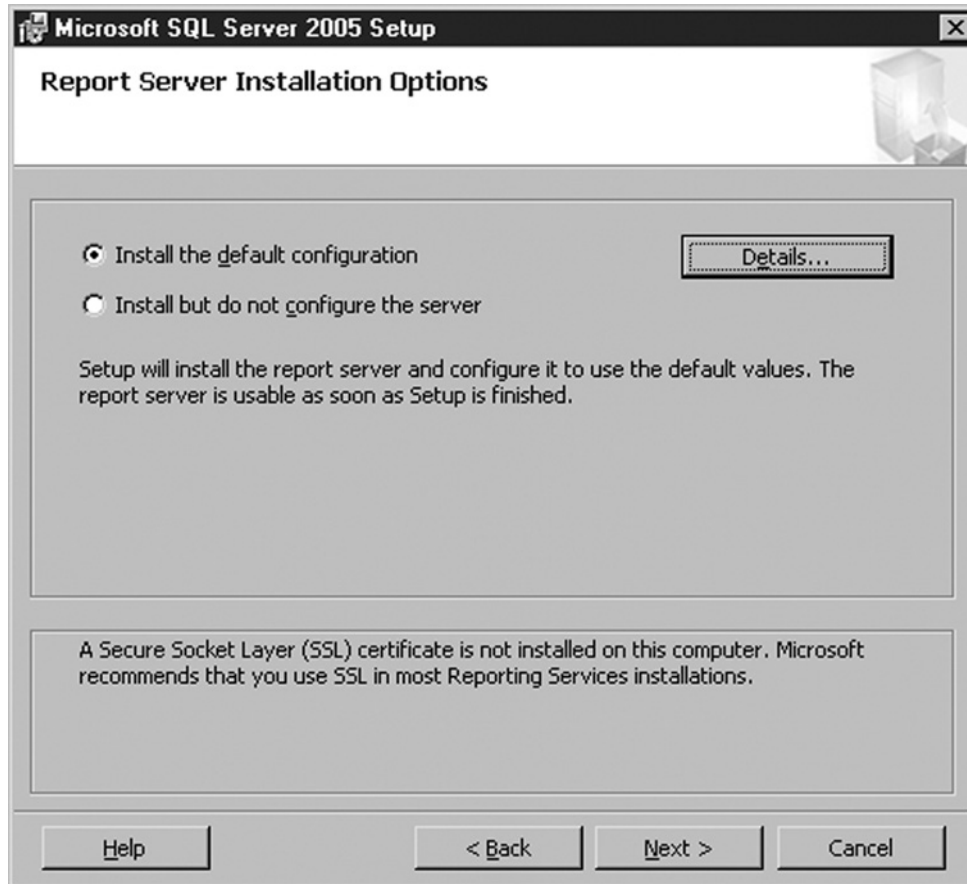 Microsoft SQL Server 2005 Setup
Report Server Installation Options
Install the default configuration
Details...
Install but do not configure the server
Setup will install the report server and configure it to use the default values. The
report server is usable as soon as Setup is finished.
A Secure Socket Layer (SSL) certificate is not installed on this computer. Microsoft
recommends that you use SSL in most Reporting Services installations.
Help
< Back
Next >
Cancel